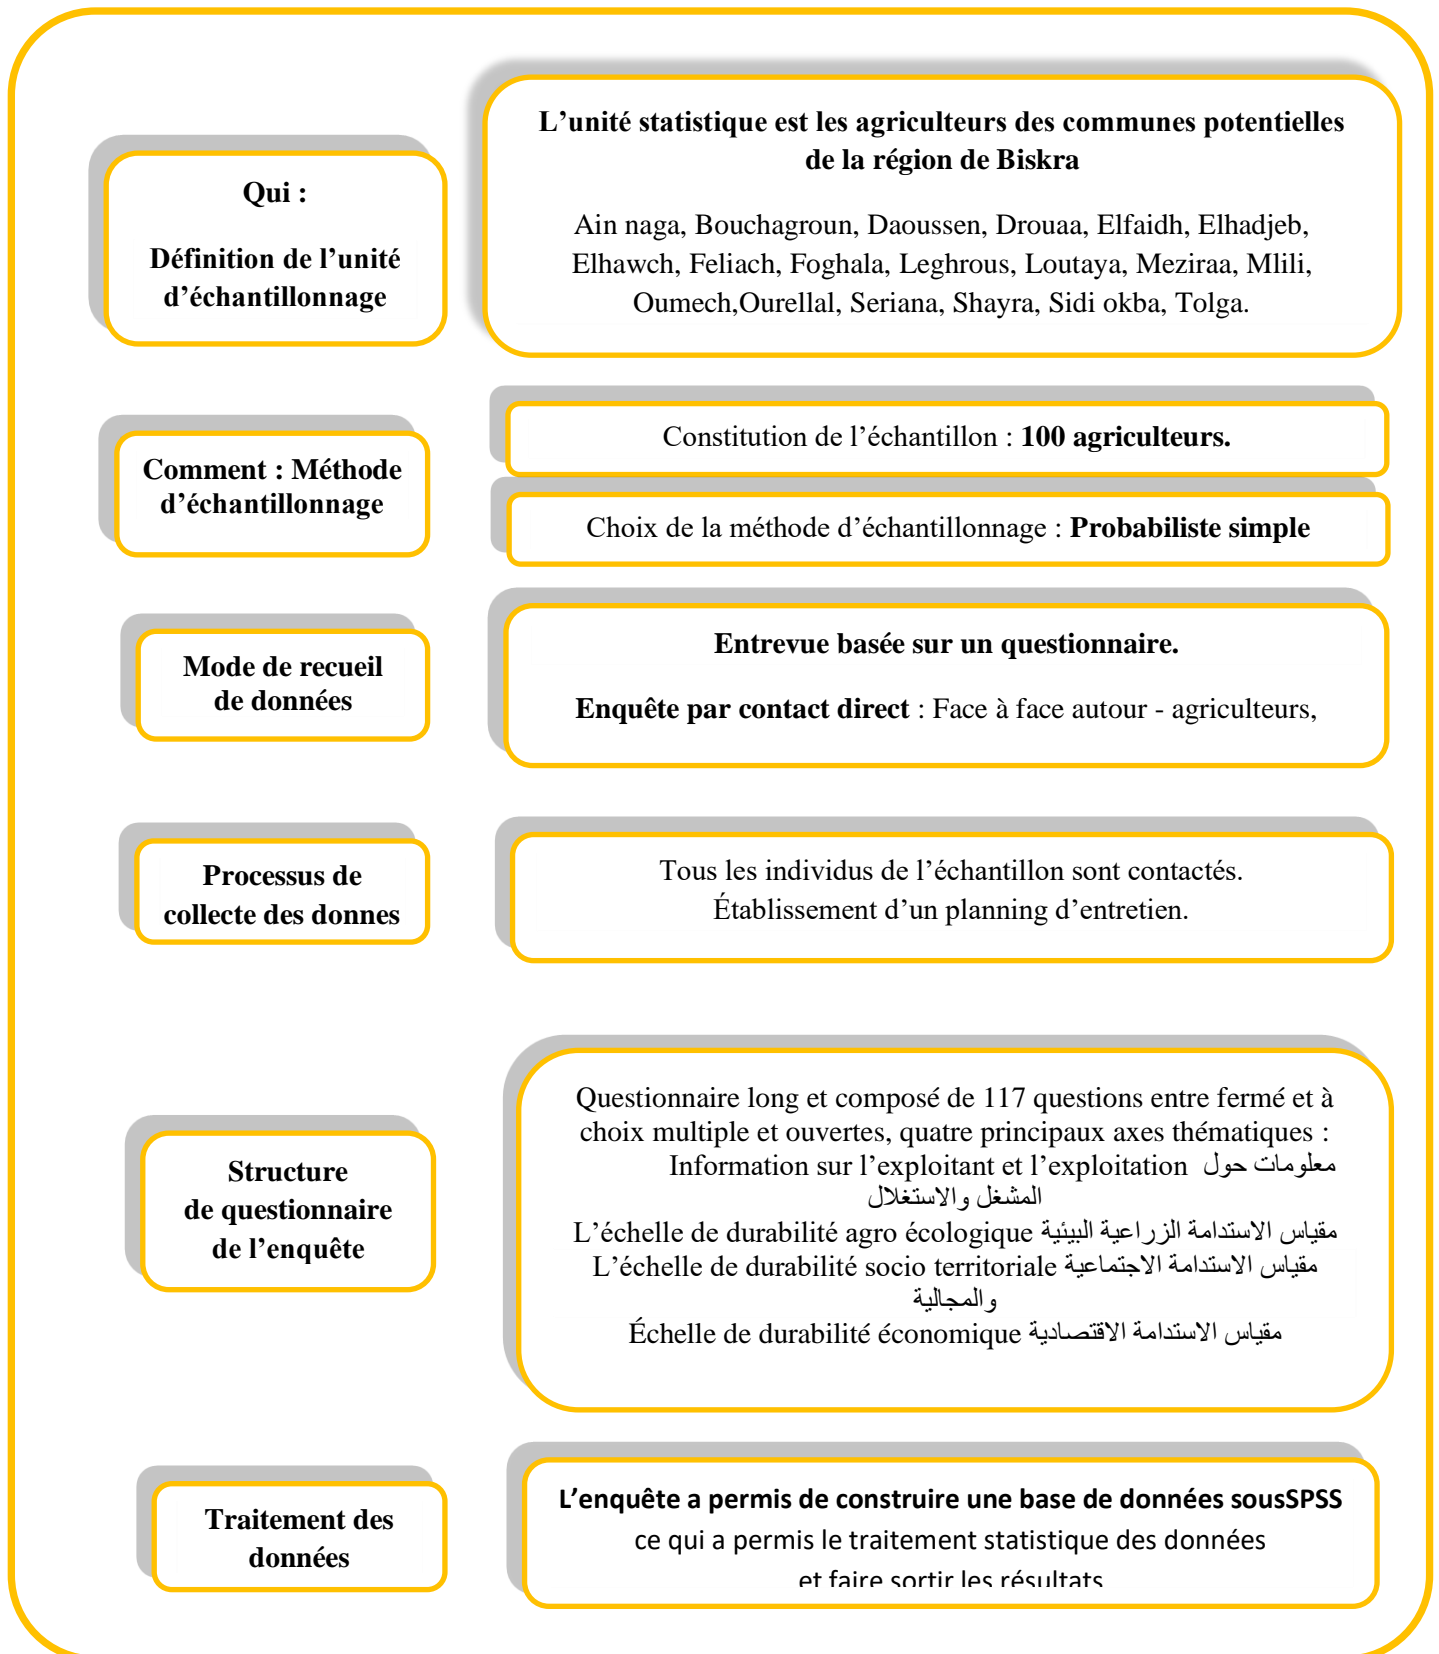 Qui :
Définition de l’unité
d’échantillonnage
L’unité statistique est les agriculteurs des communes potentielles
de la région de Biskra
Ain naga, Bouchagroun, Daoussen, Drouaa, Elfaidh, Elhadjeb,
Elhawch, Feliach, Foghala, Leghrous, Loutaya, Meziraa, Mlili,
Oumech,Ourellal, Seriana, Shayra, Sidi okba, Tolga.
Comment : Méthode
d’échantillonnage
Constitution de l’échantillon : 100 agriculteurs.
Choix de la méthode d’échantillonnage : Probabiliste simple
Mode de recueil
de données
Entrevue basée sur un questionnaire.
Enquête par contact direct : Face à face autour - agriculteurs,
Processus de
collecte des donnes
Tous les individus de l’échantillon sont contactés.
Établissement d’un planning d’entretien.
Structure
de questionnaire
de l’enquête
Questionnaire long et composé de 117 questions entre fermé et à
choix multiple et ouvertes, quatre principaux axes thématiques :
Information sur l’exploitant et l’exploitation معلومات حول
المشغل والاستغلال
L’échelle de durabilité agro écologique مقياس الاستدامة الزراعية البيئية
L’échelle de durabilité socio territoriale مقياس الاستدامة الاجتماعية
والمجالية
Échelle de durabilité économique مقياس الاستدامة الاقتصادية
Traitement des
données
L’enquête a permis de construire une base de données sousSPSS
ce qui a permis le traitement statistique des données
et faire sortir les résultats